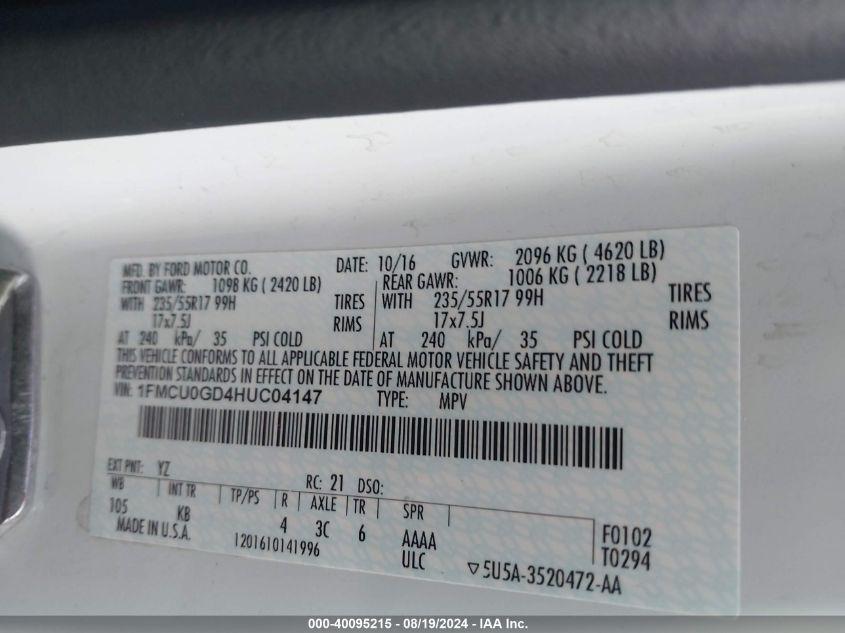 MFD. BY FORD MOTOR CO. DATE: 10/16 GVWR: 2096 KG ( 4620 LB)
FRONT GAWR: 1098 KG ( 2420 LB) REAR GAWR: 1006 KG ( 2218 LB)
WITH 235/55R17 99H TIRES WITH 235/55R17 99H TIRES
17x7.5J RIMS 17x7.5J RIMS
AT 240 kPa/ 35 PSI COLD AT 240 kPa/ 35 PSI COLD
THIS VEHICLE CONFORMS TO ALL APPLICABLE FEDERAL MOTOR VEHICLE SAFETY AND THEFT
PREVENTION STANDARDS IN EFFECT ON THE DATE OF MANUFACTURE SHOWN ABOVE.
VIN: 1FMCU0GD4HUC04147 TYPE: MPV
EXT PNT: YZ RC: 21 DSO:
WB INT TR TP/PS R AXLE TR SPR
105 KB 4 3C 6 AAAA F0102
MADE IN U.S.A. 1201610141996 ULC T0294
5U5A-3520472-AA
000-40095215 - 08/19/2024 - IAA Inc.